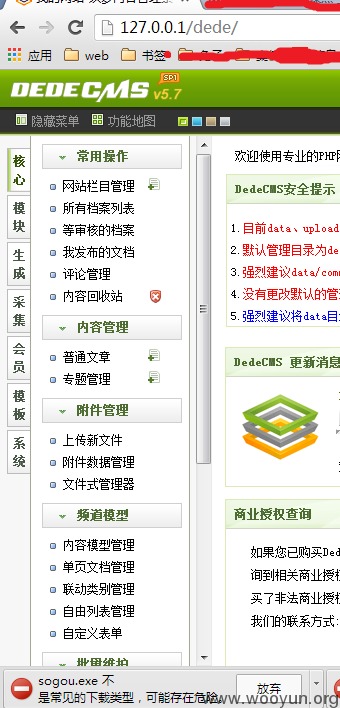 127.0.0.1/dede/
应用 web 书签
DEDECMS v5.7 SP1
隐藏菜单 功能地图
核心
模块
生成
采集
会员
模板
系统
常用操作
网站栏目管理
所有档案列表
等审核的档案
我发布的文档
评论管理
内容回收站
内容管理
普通文章
专题管理
附件管理
上传新文件
附件数据管理
文件式管理器
频道模型
内容模型管理
单页文档管理
联动类别管理
自由列表管理
自定义表单
批量维护
欢迎使用专业的PHP网
DedeCMS安全提示
1.目前data、upload
2.默认管理目录为de
3.强烈建议data/comm
4.没有更改默认的管
5.强烈建议将data目
DedeCMS 更新消息
商业授权查询
如果您已购买Ded
询到相关商业授权
买了非法商业授权
我们的联系方式:
sogou.exe 不
是常见的下载类型，可能存在危险。
放弃
www.wooyun.org